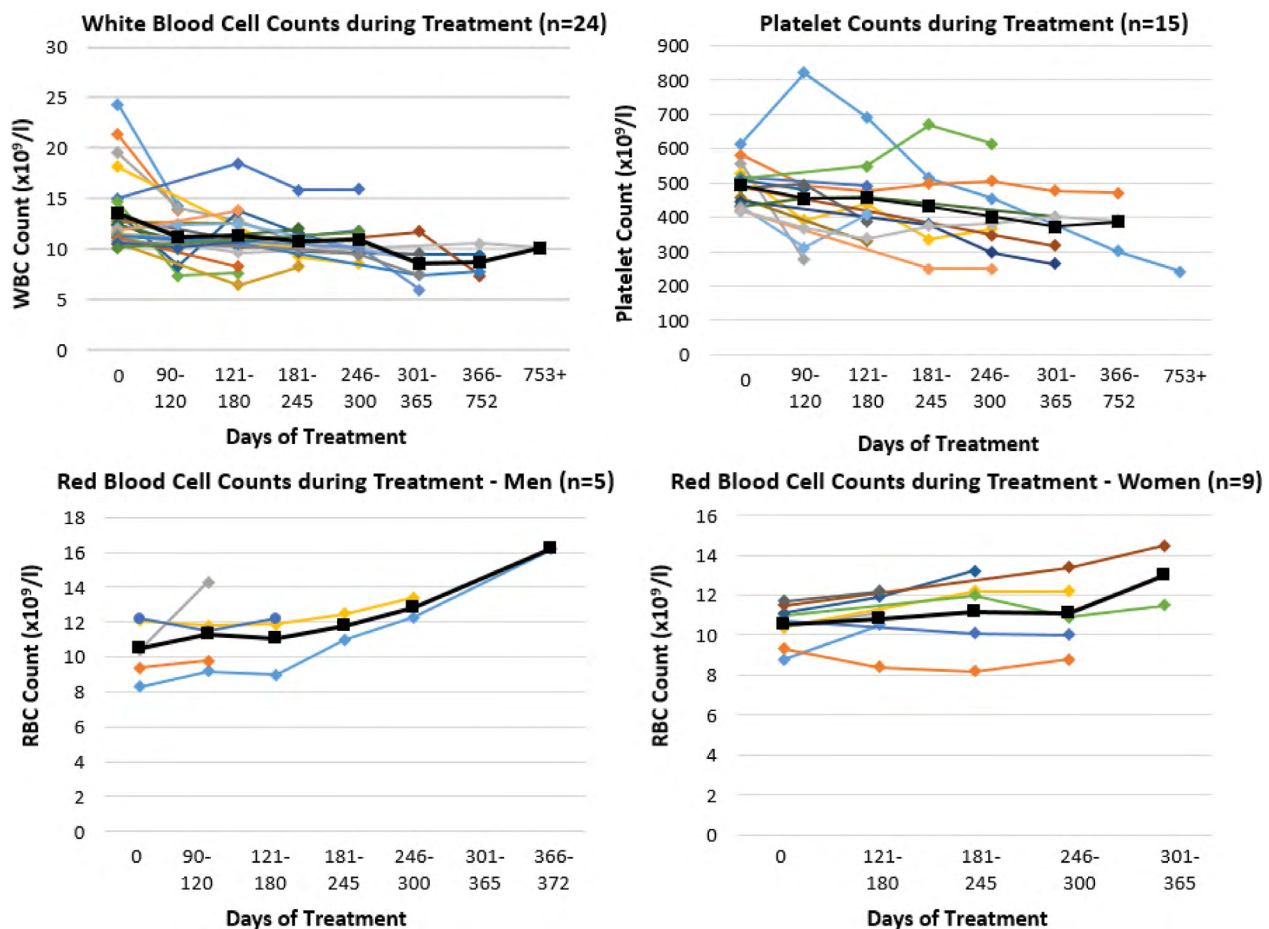 White Blood Cell Counts during Treatment (n=24)
30
25
20
15
10
5
0
WBC Count (x10⁹/l)
0 90-120 121-180 181-245 246-300 301-365 366-752 753+
Days of Treatment
Platelet Counts during Treatment (n=15)
900
800
700
600
500
400
300
200
100
0
Platelet Count (x10⁹/l)
0 90-120 121-180 181-245 246-300 301-365 366-752 753+
Days of Treatment
Red Blood Cell Counts during Treatment - Men (n=5)
18
16
14
12
10
8
6
4
2
0
RBC Count (x10⁹/l)
0 90-120 121-180 181-245 246-300 301-365 366-372
Days of Treatment
Red Blood Cell Counts during Treatment - Women (n=9)
16
14
12
10
8
6
4
2
0
RBC Count (x10⁹/l)
0 121-180 181-245 246-300 301-365
Days of Treatment